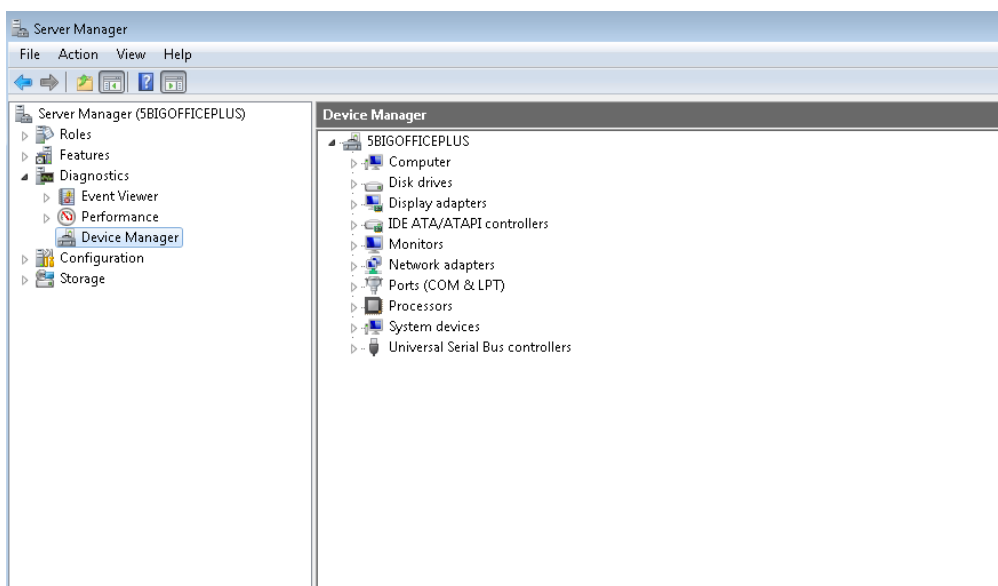 Server Manager
File Action View Help
Server Manager (5BIGOFFICEPLUS)
Roles
Features
Diagnostics
Event Viewer
Performance
Device Manager
Configuration
Storage
Device Manager
5BIGOFFICEPLUS
Computer
Disk drives
Display adapters
IDE ATA/ATAPI controllers
Monitors
Network adapters
Ports (COM & LPT)
Processors
System devices
Universal Serial Bus controllers